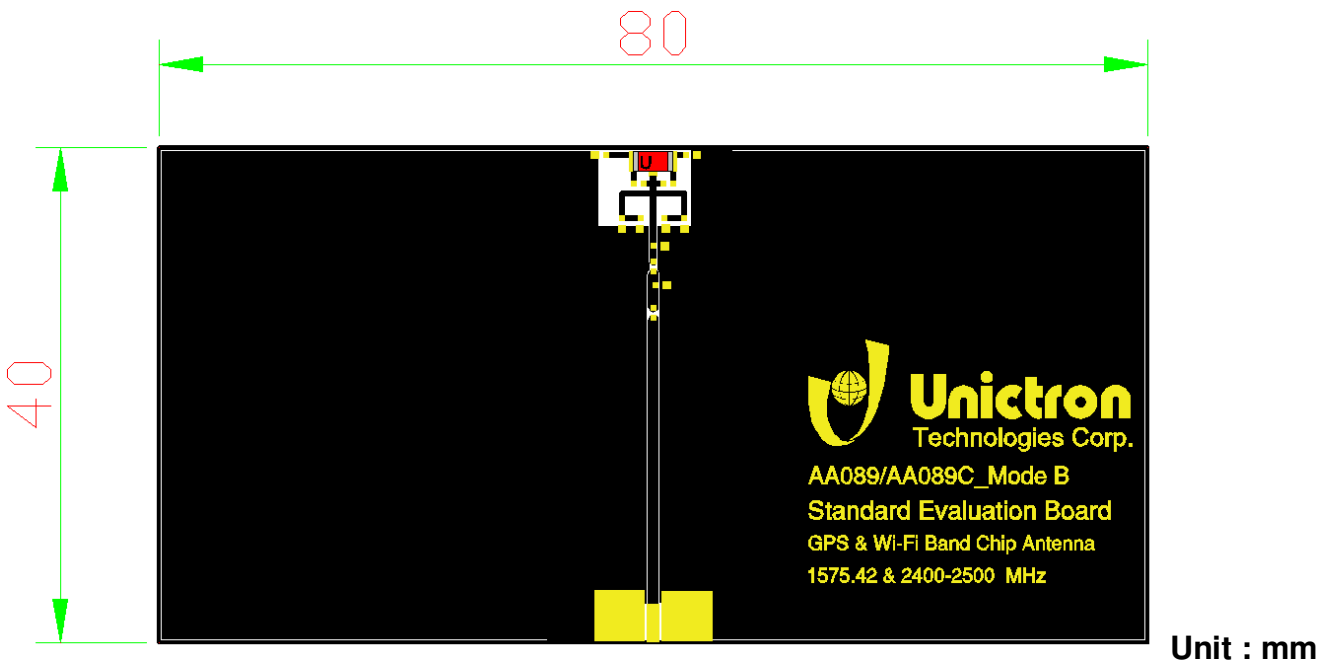 80
40
U
Unictron
Technologies Corp.
AA089/AA089C_Mode B
Standard Evaluation Board
GPS & Wi-Fi Band Chip Antenna
1575.42 & 2400-2500 MHz
Unit : mm